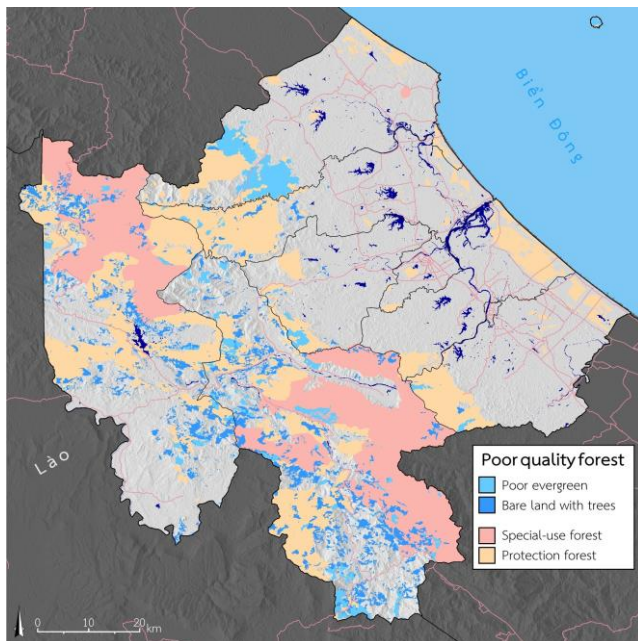 Biển Đông
Lào
Poor quality forest
Poor evergreen
Bare land with trees
Special-use forest
Protection forest
0 10 20
km